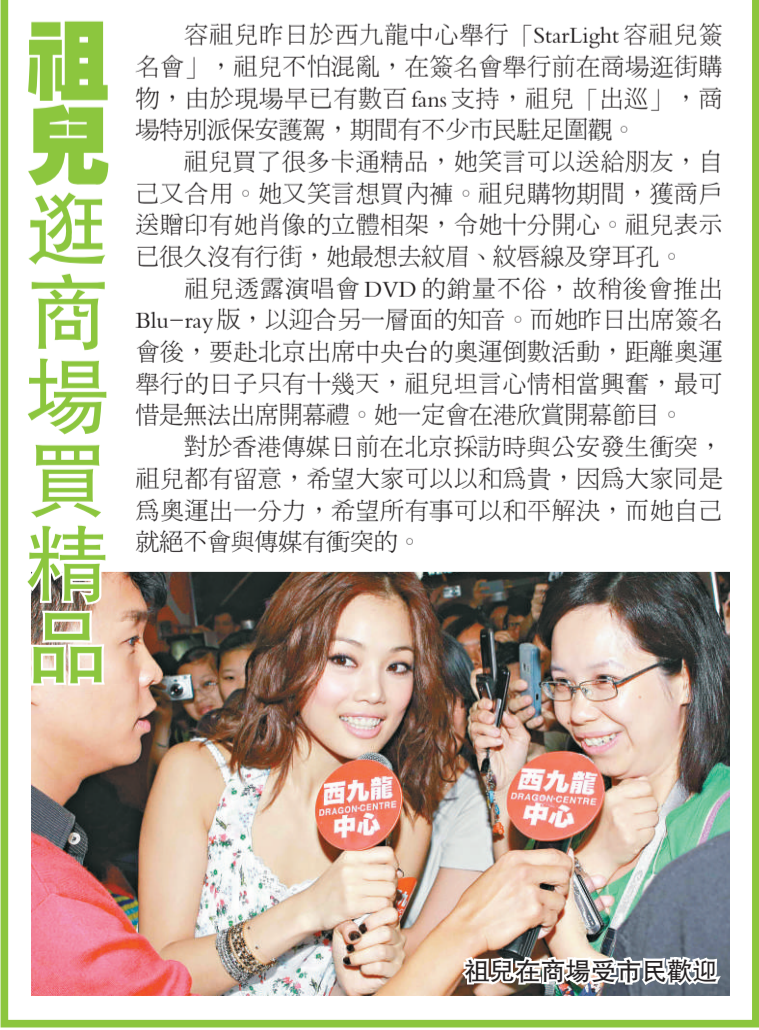 祖兒逛商場買精品
容祖兒昨日於西九龍中心舉行「StarLight 容祖兒簽
名會」，祖兒不怕混亂，在簽名會舉行前在商場逛街購
物，由於現場早已有數百 fans 支持，祖兒「出巡」，商
場特別派保安護駕，期間有不少市民駐足圍觀。
祖兒買了很多卡通精品，她笑言可以送給朋友，自
己又合用。她又笑言想買內褲。祖兒購物期間，獲商戶
送贈印有她肖像的立體相架，令她十分開心。祖兒表示
已很久沒有行街，她最想去紋眉、紋唇線及穿耳孔。
祖兒透露演唱會 DVD 的銷量不俗，故稍後會推出
Blu-ray 版，以迎合另一層面的知音。而她昨日出席簽名
會後，要赴北京出席中央台的奧運倒數活動，距離奧運
舉行的日子只有十幾天，祖兒坦言心情相當興奮，最可
惜是無法出席開幕禮。她一定會在港欣賞開幕節目。
對於香港傳媒日前在北京採訪時與公安發生衝突，
祖兒都有留意，希望大家可以以和爲貴，因爲大家同是
爲奧運出一分力，希望所有事可以和平解決，而她自己
就絕不會與傳媒有衝突的。
西九龍
DRAGON·CENTRE
中心
西九龍
DRAGON·CENTRE
中心
祖兒在商場受市民歡迎